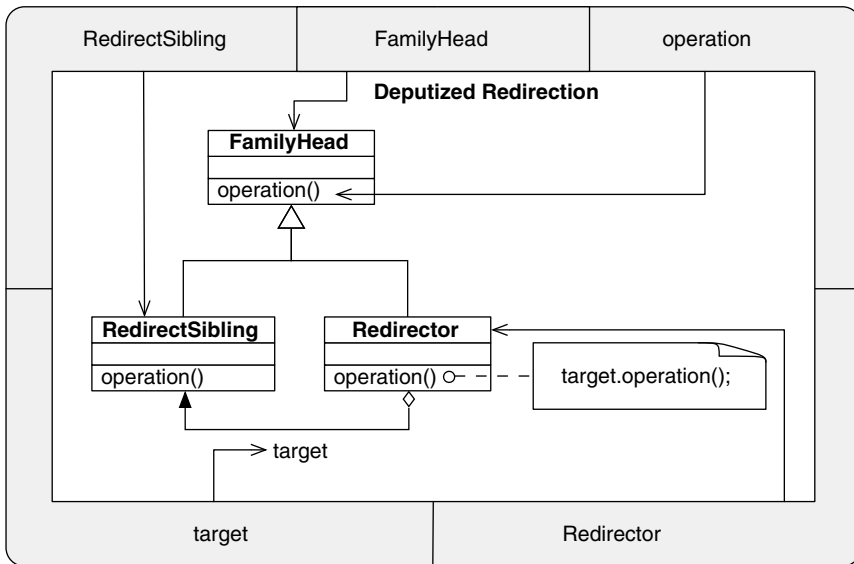 RedirectSibling
FamilyHead
operation
Deputized Redirection
FamilyHead
operation()
RedirectSibling
operation()
Redirector
operation()
target.operation();
target
target
Redirector